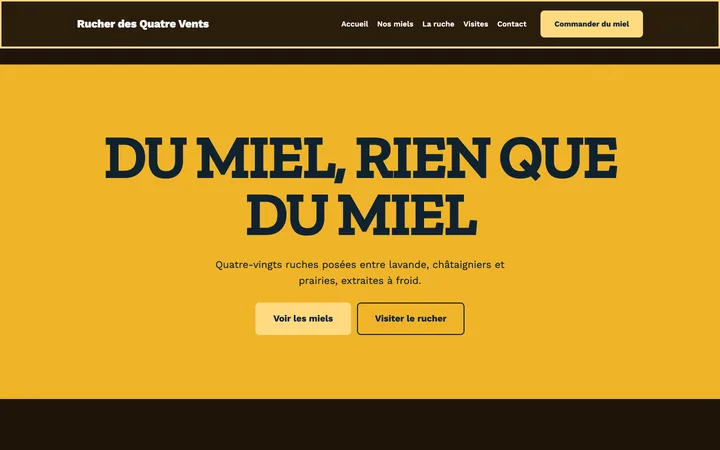 Rucher des Quatre Vents
Accueil Nos miels La ruche Visites Contact Commander du miel
DU MIEL, RIEN QUE
DU MIEL
Quatre-vingts ruches posées entre lavande, châtaigniers et
prairies, extraites à froid.
Voir les miels Visiter le rucher